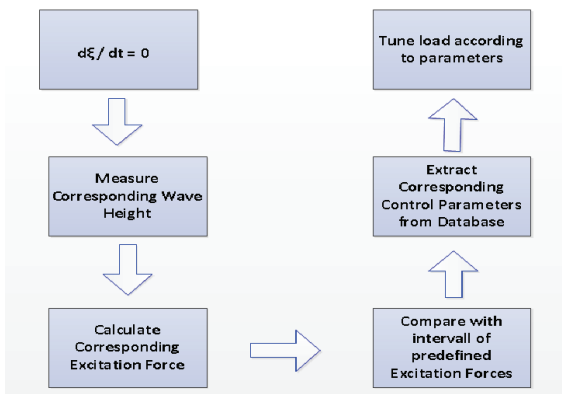 dξ/ dt = 0
Measure
Corresponding Wave
Height
Calculate
Corresponding
Excitation Force
Compare with
intervall of
predefined
Excitation Forces
Extract
Corresponding
Control Parameters
from Database
Tune load according
to parameters